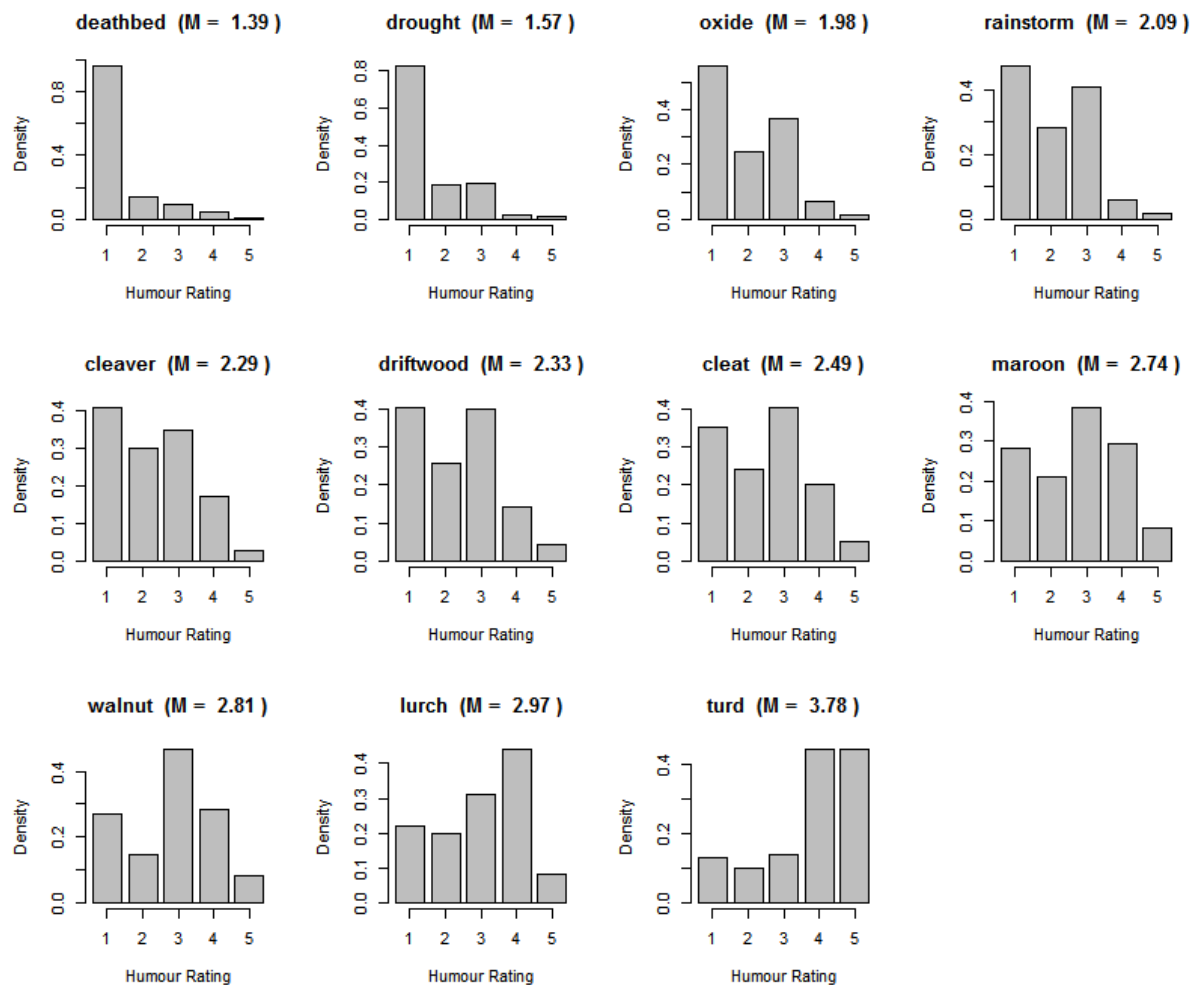 deathbed (M = 1.39 )
Density
0.0 0.4 0.8
1 2 3 4 5
Humour Rating
drought (M = 1.57 )
Density
0.0 0.2 0.4 0.6 0.8
1 2 3 4 5
Humour Rating
oxide (M = 1.98 )
Density
0.0 0.2 0.4
1 2 3 4 5
Humour Rating
rainstorm (M = 2.09 )
Density
0.0 0.2 0.4
1 2 3 4 5
Humour Rating
cleaver (M = 2.29 )
Density
0.0 0.1 0.2 0.3 0.4
1 2 3 4 5
Humour Rating
driftwood (M = 2.33 )
Density
0.0 0.1 0.2 0.3 0.4
1 2 3 4 5
Humour Rating
cleat (M = 2.49 )
Density
0.0 0.1 0.2 0.3 0.4
1 2 3 4 5
Humour Rating
maroon (M = 2.74 )
Density
0.0 0.1 0.2 0.3 0.4
1 2 3 4 5
Humour Rating
walnut (M = 2.81 )
Density
0.0 0.2 0.4
1 2 3 4 5
Humour Rating
lurch (M = 2.97 )
Density
0.0 0.1 0.2 0.3 0.4
1 2 3 4 5
Humour Rating
turd (M = 3.78 )
Density
0.0 0.2 0.4
1 2 3 4 5
Humour Rating